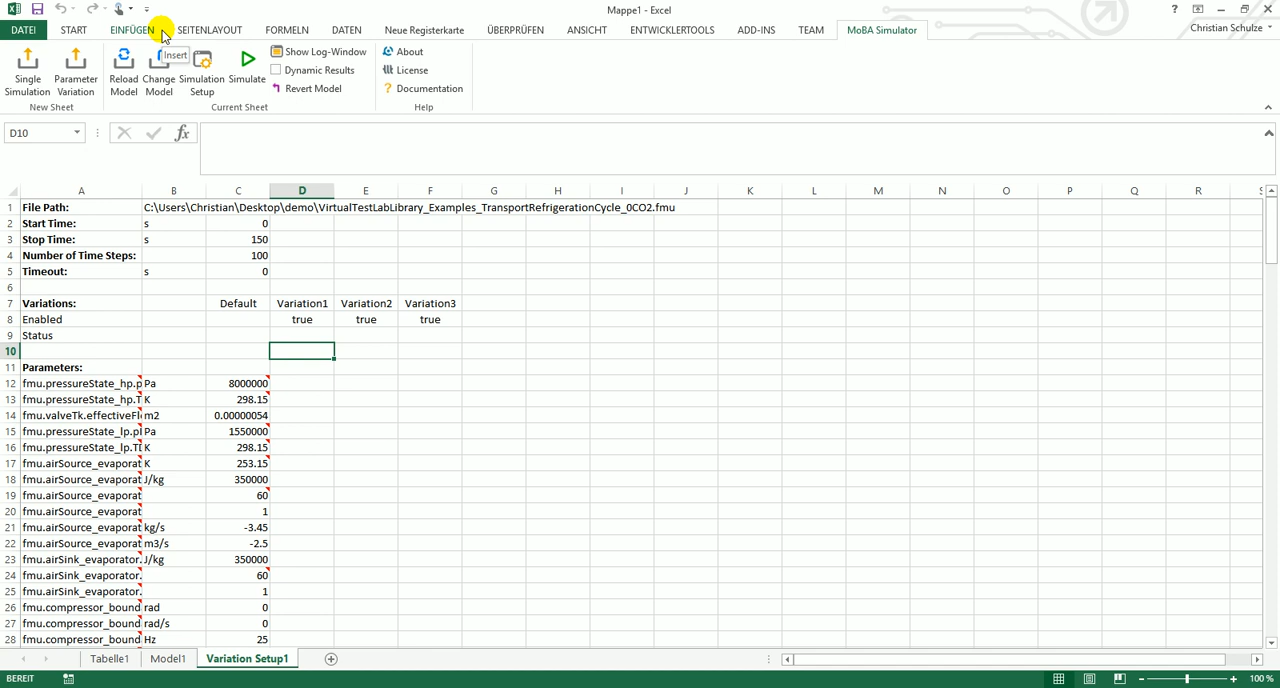 Mappe1 - Excel
DATEI START EINFÜGEN SEITENLAYOUT FORMELN DATEN Neue Registerkarte ÜBERPRÜFEN ANSICHT ENTWICKLERTOOLS ADD-INS TEAM MoBA Simulator Christian Schulze
Insert
Single Simulation
Parameter Variation
New Sheet
Reload Model
Change Model
Simulation Setup
Simulate
Show Log-Window
Dynamic Results
Revert Model
Current Sheet
About
License
? Documentation
Help
D10 fx
A B C D E F G H I J K L M N O P Q R S
1 File Path: C:\Users\Christian\Desktop\demo\VirtualTestLabLibrary_Examples_TransportRefrigerationCycle_0CO2.fmu
2 Start Time: s 0
3 Stop Time: s 150
4 Number of Time Steps: 100
5 Timeout: s 0
6
7 Variations: Default Variation1 Variation2 Variation3
8 Enabled true true true
9 Status
10
11 Parameters:
12 fmu.pressureState_hp.p Pa 8000000
13 fmu.pressureState_hp.T K 298.15
14 fmu.valveTk.effectiveFl m2 0.00000054
15 fmu.pressureState_lp.pl Pa 1550000
16 fmu.pressureState_lp.TI K 298.15
17 fmu.airSource_evaporat K 253.15
18 fmu.airSource_evaporat J/kg 350000
19 fmu.airSource_evaporat 60
20 fmu.airSource_evaporat 1
21 fmu.airSource_evaporat kg/s -3.45
22 fmu.airSource_evaporat m3/s -2.5
23 fmu.airSink_evaporator. J/kg 350000
24 fmu.airSink_evaporator. 60
25 fmu.airSink_evaporator. 1
26 fmu.compressor_bound rad 0
27 fmu.compressor_bound rad/s 0
28 fmu.compressor_bound Hz 25
Tabelle1 Model1 Variation Setup1
BEREIT 100 %